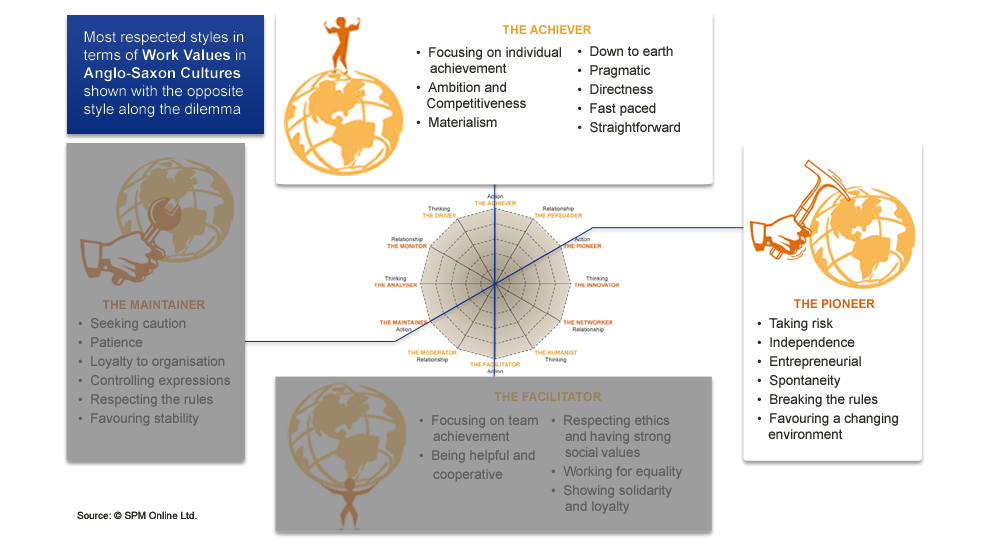 Most respected styles in
terms of Work Values in
Anglo-Saxon Cultures
shown with the opposite
style along the dilemma
THE ACHIEVER
• Focusing on individual
achievement
• Ambition and
Competitiveness
• Materialism
• Down to earth
• Pragmatic
• Directness
• Fast paced
• Straightforward
THE MAINTAINER
• Seeking caution
• Patience
• Loyalty to organisation
• Controlling expressions
• Respecting the rules
• Favouring stability
Action
THE ACHIEVER
Relationship
THE PERSUADER
Action
THE PIONEER
Thinking
THE INNOVATOR
THE NETWORKER
Relationship
THE HUMANIST
Thinking
THE FACILITATOR
Action
THE MODERATOR
Relationship
THE MAINTAINER
Action
Thinking
THE ANALYSER
Relationship
THE MONITOR
Thinking
THE DRIVER
THE PIONEER
• Taking risk
• Independence
• Entrepreneurial
• Spontaneity
• Breaking the rules
• Favouring a changing
environment
THE FACILITATOR
• Focusing on team
achievement
• Being helpful and
cooperative
• Respecting ethics
and having strong
social values
• Working for equality
• Showing solidarity
and loyalty
Source: © SPM Online Ltd.